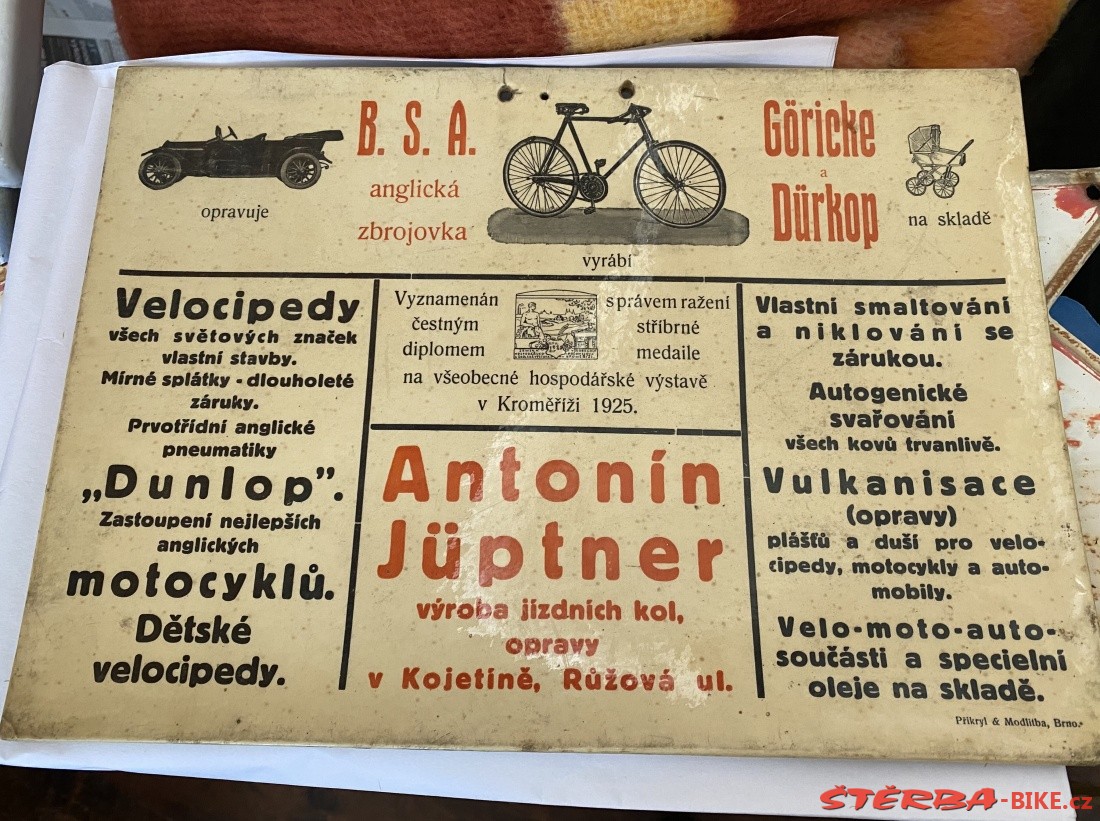 B. S. A.
anglická
zbrojovka
opravuje
vyrábí
Göricke
a
Dürkop
na skladě
Velocipedy
všech světových značek
vlastní stavby.
Mírné splátky - dlouholeté
záruky.
Prvotřídní anglické
pneumatiky
„Dunlop”.
Zastoupení nejlepších
anglických
motocyklů.
Dětské
velocipedy.
Vyznamenán
čestným
diplomem
s právem ražení
stříbrné
medaile
na všeobecné hospodářské výstavě
v Kroměříži 1925.
Antonín
Jüptner
výroba jízdních kol,
opravy
v Kojetíně, Růžová ul.
Vlastní smaltování
a niklování se
zárukou.
Autogenické
svařování
všech kovů trvanlivě.
Vulkanisace
(opravy)
plášťů a duší pro velo-
cipedy, motocykly a auto-
mobily.
Velo-moto-auto-
součásti a specielní
oleje na skladě.
Přikryl & Modlitba, Brno.
ŠTĚRBA-BIKE.cz